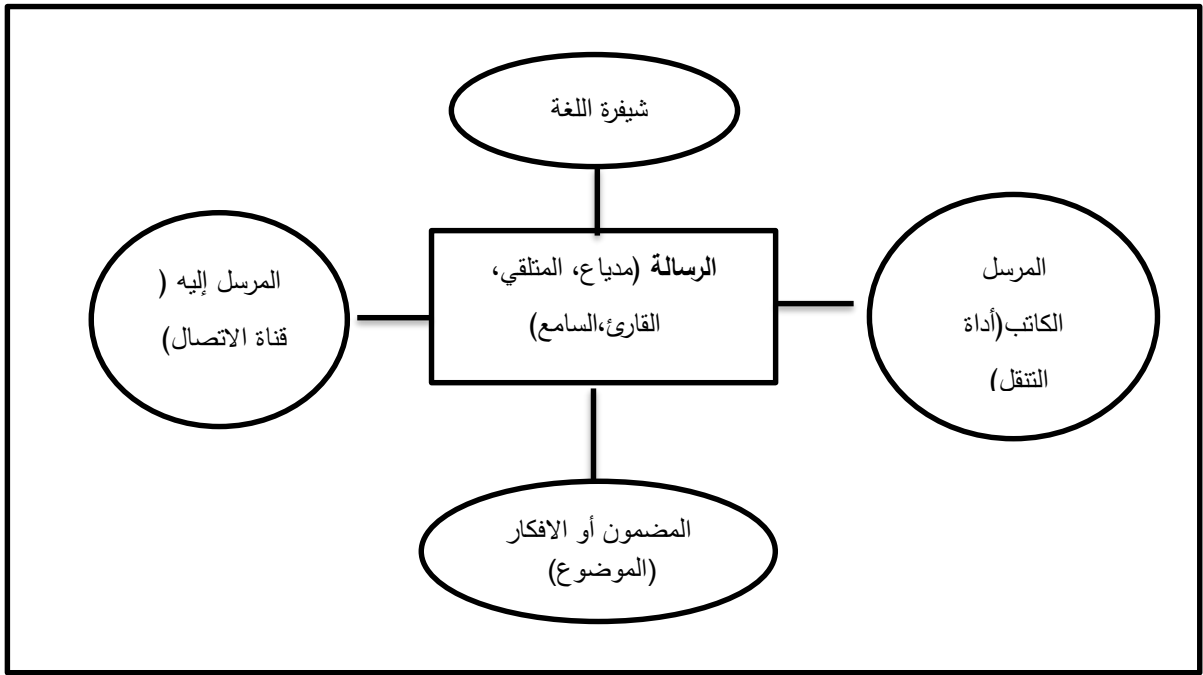 شيفرة اللغة
المرسل
الكاتب(أداة
التنقل)
الرسالة (مدياع، المتلقي،
القارئ،السامع)
المرسل إليه (
قناة الاتصال)
المضمون أو الافكار
(الموضوع)